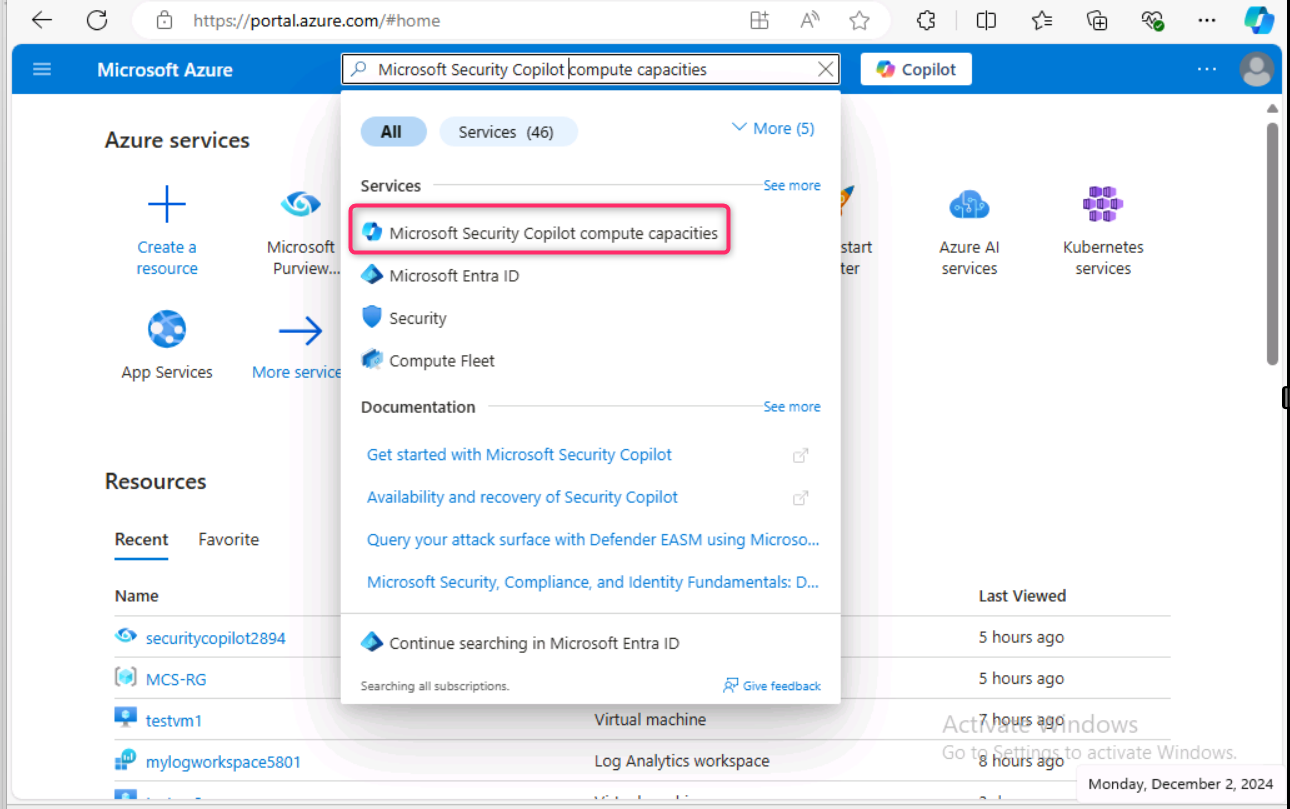 https://portal.azure.com/#home
Microsoft Azure
Microsoft Security Copilot compute capacities
Copilot
All
Services (46)
More (5)
Azure services
Services
See more
Microsoft Security Copilot compute capacities
Microsoft Entra ID
Security
Compute Fleet
Create a
resource
Microsoft
Purview...
start
Azure AI
services
Kubernetes
services
App Services
More service
Documentation
See more
Get started with Microsoft Security Copilot
Availability and recovery of Security Copilot
Query your attack surface with Defender EASM using Microso...
Microsoft Security, Compliance, and Identity Fundamentals: D...
Continue searching in Microsoft Entra ID
Searching all subscriptions.
Give feedback
Resources
Recent
Favorite
Name
Last Viewed
securitycopilot2894
5 hours ago
MCS-RG
5 hours ago
testvm1
Virtual machine
7 hours ago
mylogworkspace5801
Log Analytics workspace
8 hours ago
Activate Windows
Go to Settings to activate Windows.
Monday, December 2, 2024